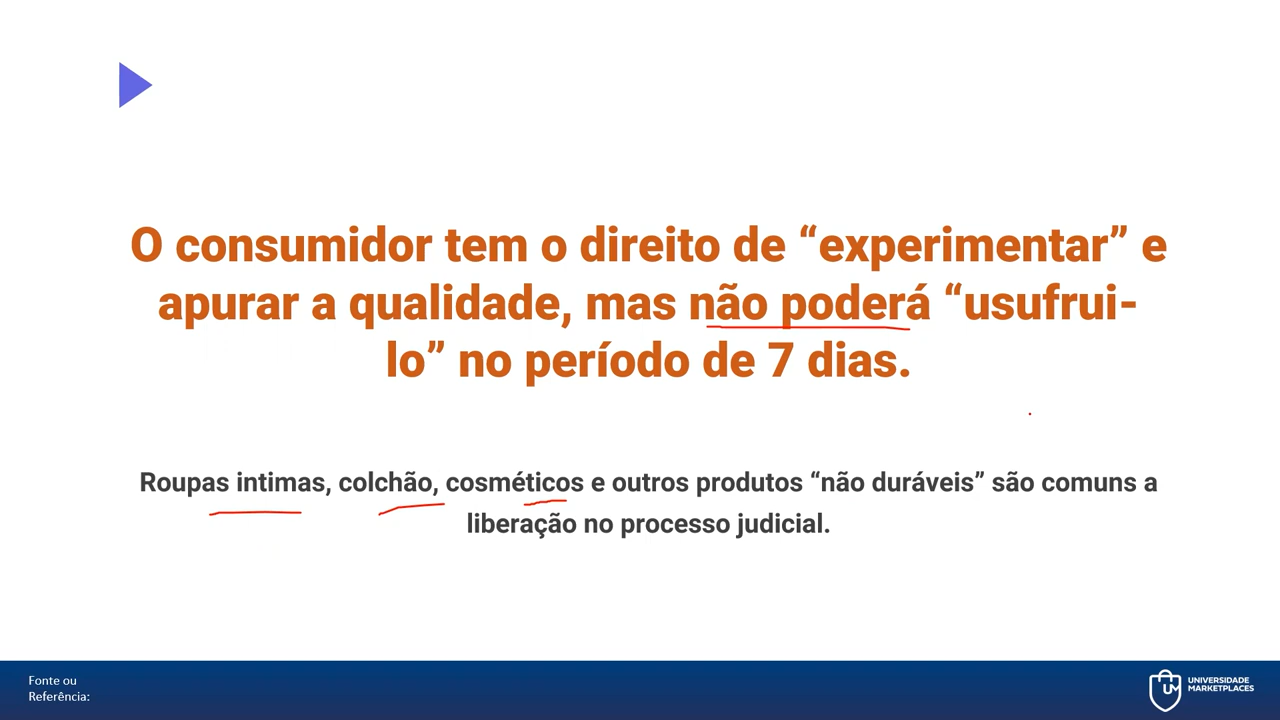 O consumidor tem o direito de “experimentar” e
apurar a qualidade, mas não poderá “usufrui-
lo” no período de 7 dias.
Roupas intimas, colchão, cosméticos e outros produtos “não duráveis” são comuns a
liberação no processo judicial.
Fonte ou
Referência:
UM
UNIVERSIDADE
MARKETPLACES